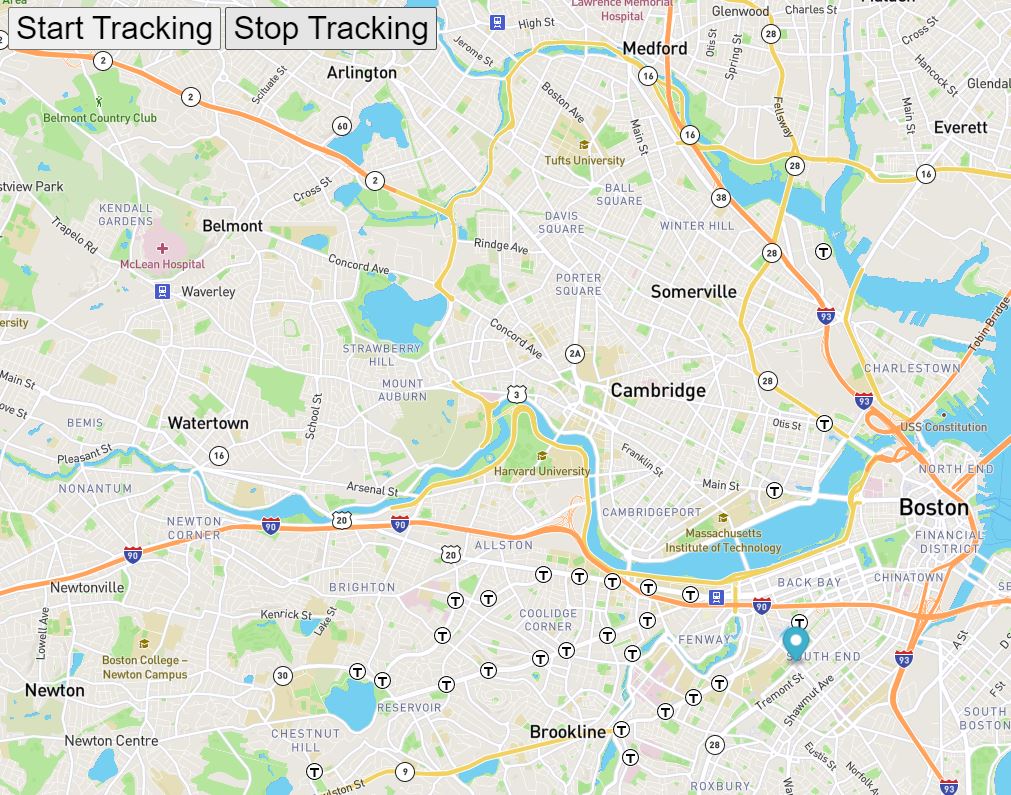 Start Tracking Stop Tracking
Lawrence Memorial
Hospital
Glenwood
Charles St
High St
Jerome St
Medford
Otis St
Spring St
28
Cross St
2
16
Arlington
Scituate St
Hancock St
Glendal
2
Belmont Country Club
Boston Ave
Main St
Fellsway
Main St
Everett
60
16
Tufts University
28
16
stview Park
2
Cross St
BALL
SQUARE
38
KENDALL
GARDENS
Belmont
DAVIS
SQUARE
WINTER HILL
Trapelo Rd
McLean Hospital
Rindge Ave
28
T
Concord Ave
PORTER
SQUARE
Waverley
Somerville
Tobin Bridge
93
ersity
Concord Ave
STRAWBERRY
HILL
2A
CHARLESTOWN
Main St
MOUNT
AUBURN
3
Cambridge
28
93
ove St
School St
Otis St
T
USS Constitution
BEMIS
Watertown
Pleasant St
16
Harvard University
Franklin St
NORTH END
NONANTUM
Arsenal St
Main St
T
Boston
NEWTON
CORNER
90
20
90
CAMBRIDGEPORT
Massachusetts
Institute of Technology
FINANCIAL
DISTRICT
90
20
ALLSTON
Newtonville
BRIGHTON
T
T
T
T
T
BACK BAY
CHINATOWN
SE
90
Lowell Ave
Kenrick St
Lake St
T
T
COOLIDGE
CORNER
T
T
T
T
FENWAY
A St
D S
Boston College –
Newton Campus
T
T
T
SOUTH END
93
30
T
T
T
T
T
Tremont St
Shawmut Ave
F St
Newton
RESERVOIR
T
T
SOUTH
BOSTON
Newton Centre
CHESTNUT
HILL
Brookline
T
28
Eustis St
T
9
T
ROXBURY
Norfolk Av
93